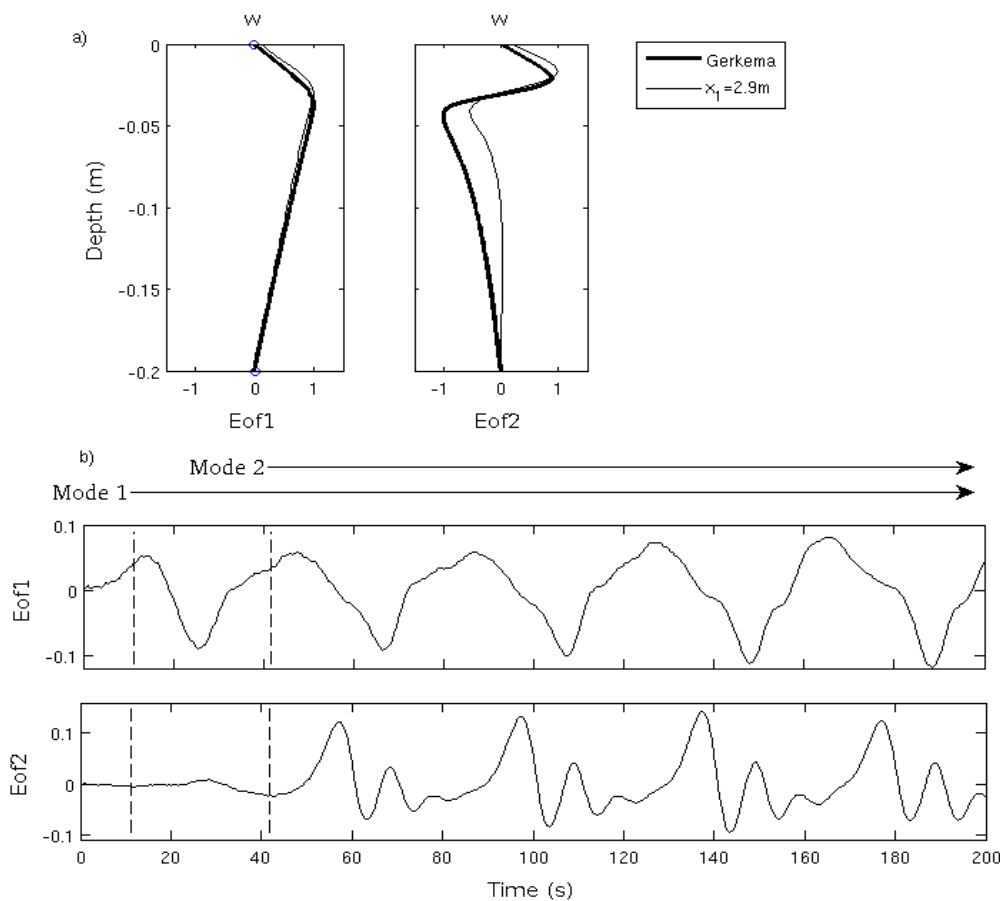 a)
W
W
0
-0.05
-0.1
-0.15
-0.2
Depth (m)
-1 0 1
Eof1
0
-1 0 1
Eof2
Gerkema
x1=2.9m
b)
Mode 2
Mode 1
0.1
0
-0.1
Eof1
0.1
0
-0.1
Eof2
0 20 40 60 80 100 120 140 160 180 200
Time (s)